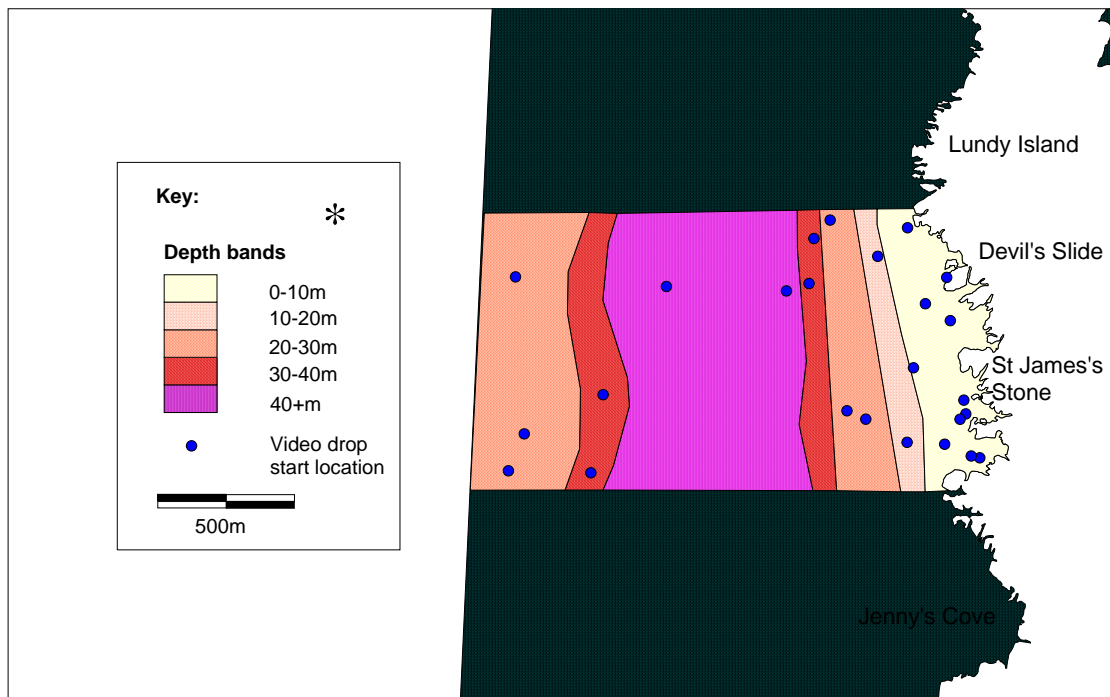 Lundy Island
Key:
*
Devil's Slide
Depth bands
0-10m
10-20m
20-30m
30-40m
40+m
St James's
Stone
Video drop
start location
500m
Jenny's Cove